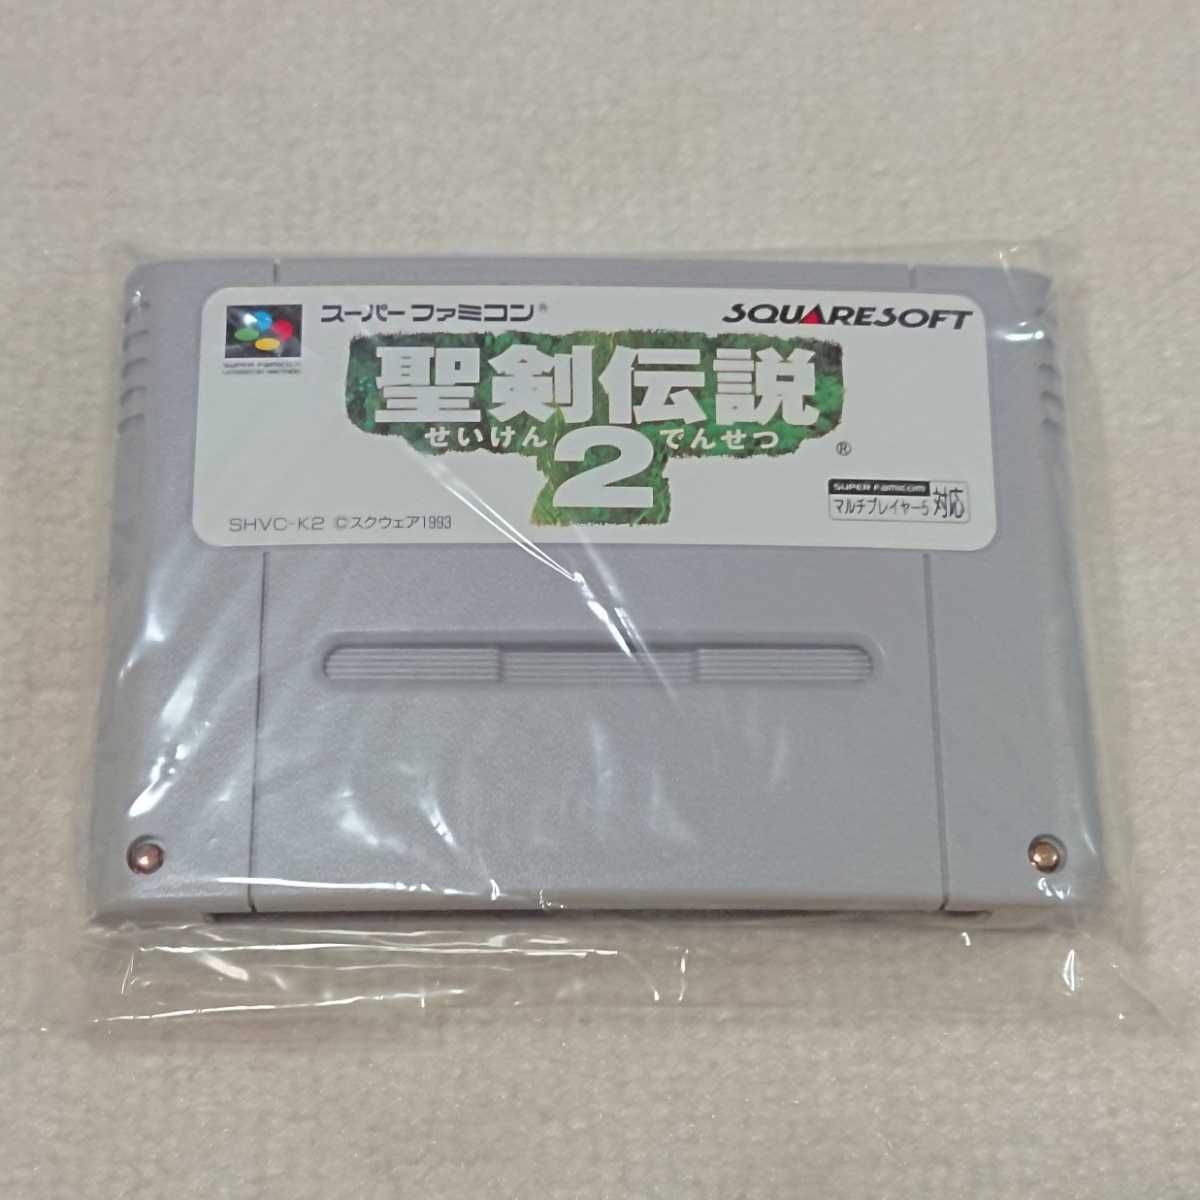 スーパーファミコン®
SQUARESOFT
SUPER FAMICOM
聖剣伝説
せいけん でんせつ
2
®
SUPER FAMICOM
マルチプレイヤー5 対応
SHVC-K2 ©スクウェア1993